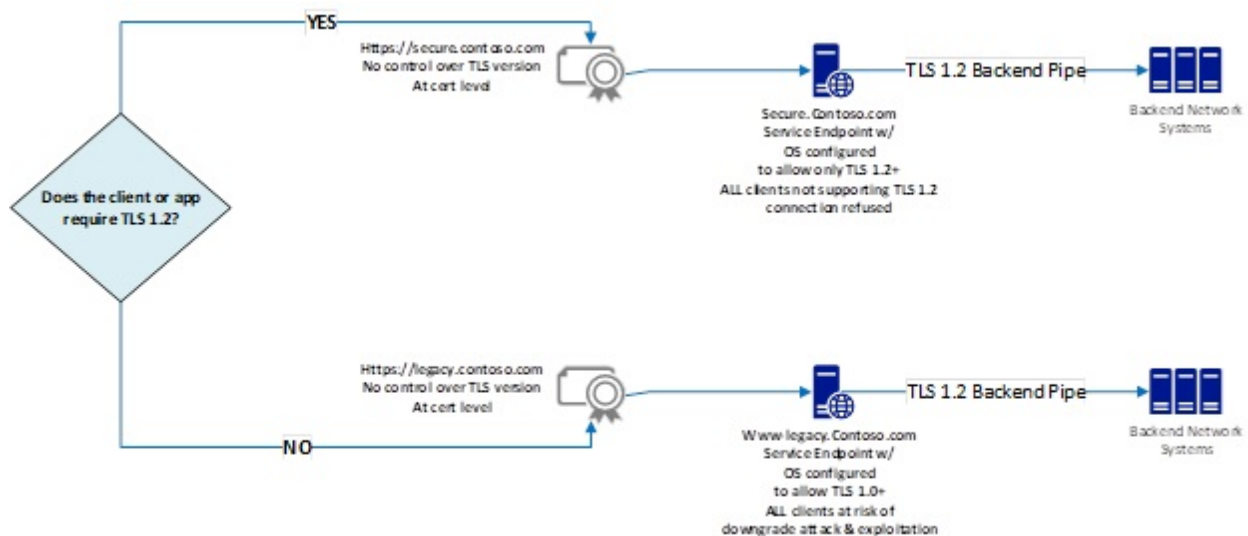 YES
Https://secure.contoso.com
No control over TLS version
At cert level
TLS 1.2 Backend Pipe
Secure.Contoso.com
Service Endpoint w/
OS configured
to allow only TLS 1.2+
ALL clients not supporting TLS 1.2
connection refused
Backend Network
Systems
Does the client or app
require TLS 1.2?
Https://legacy.contoso.com
No control over TLS version
At cert level
TLS 1.2 Backend Pipe
NO
Www-legacy.Contoso.com
Service Endpoint w/
OS configured
to allow TLS 1.0+
ALL clients at risk of
downgrade attack & exploitation
Backend Network
Systems